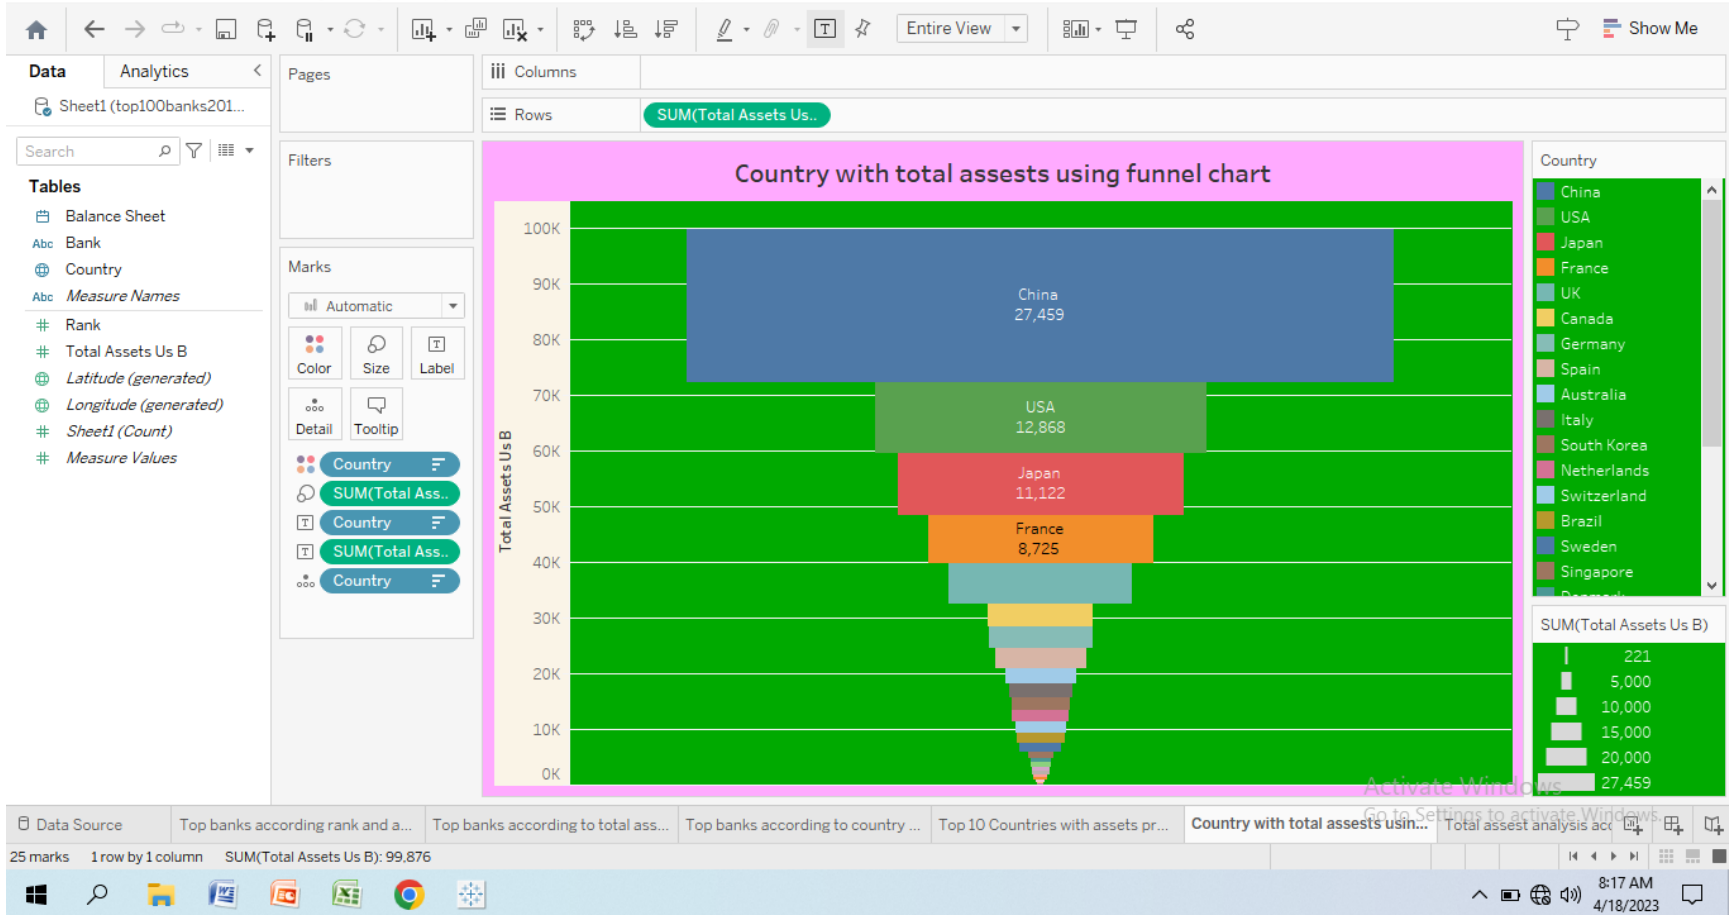 Entire View
Show Me
Data
Analytics
Sheet1 (top100banks201...
Search
Tables
Balance Sheet
Abc Bank
Country
Abc Measure Names
Rank
Total Assets Us B
Latitude (generated)
Longitude (generated)
Sheet1 (Count)
Measure Values
Pages
Filters
Marks
Automatic
Color Size Label
Detail Tooltip
Country
SUM(Total Ass..
Country
SUM(Total Ass..
Country
Columns
Rows
SUM(Total Assets Us..
Country with total assests using funnel chart
Total Assets Us B
100K
90K
80K
70K
60K
50K
40K
30K
20K
10K
0K
China
27,459
USA
12,868
Japan
11,122
France
8,725
Country
China
USA
Japan
France
UK
Canada
Germany
Spain
Australia
Italy
South Korea
Netherlands
Switzerland
Brazil
Sweden
Singapore
Denmark
SUM(Total Assets Us B)
221
5,000
10,000
15,000
20,000
27,459
Activate Windows
Go to Settings to activate Windows.
Data Source
Top banks according rank and a...
Top banks according to total ass...
Top banks according to country ...
Top 10 Countries with assets pr...
Country with total assests usin...
Total assest analysis acc
25 marks 1 row by 1 column SUM(Total Assets Us B): 99,876
8:17 AM
4/18/2023